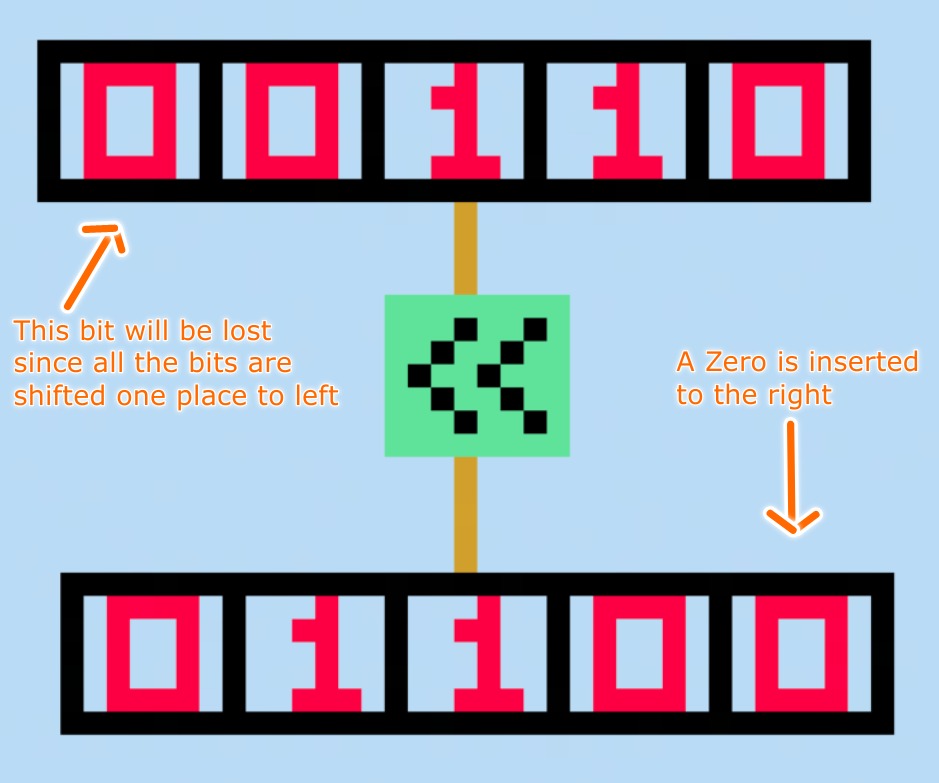 0 0 1 1 0
This bit will be lost
since all the bits are
shifted one place to left
A Zero is inserted
to the right
0 1 1 0 0